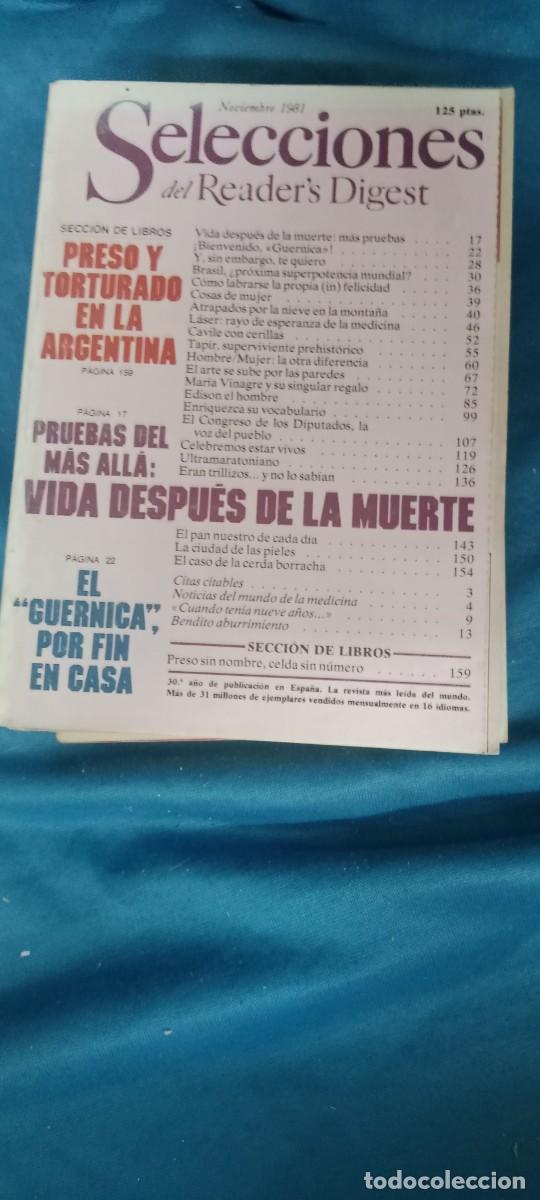 Noviembre 1981
125 ptas.
Selecciones
del Reader's Digest
SECCIÓN DE LIBROS
PRESO Y
TORTURADO
EN LA
ARGENTINA
PÁGINA 159
PÁGINA 17
PRUEBAS DEL
MÁS ALLÁ:
VIDA DESPUÉS DE LA MUERTE
PÁGINA 22
EL
"GUERNICA",
POR FIN
EN CASA
Vida después de la muerte: más pruebas . . . . 17
¡Bienvenido, «Guernica»! . . . . 22
Y, sin embargo, te quiero . . . . 28
Brasil, ¿próxima superpotencia mundial? . . . . 30
Cómo labrarse la propia (in) felicidad . . . . 36
Cosas de mujer . . . . 39
Atrapados por la nieve en la montaña . . . . 40
Láser: rayo de esperanza de la medicina . . . . 46
Cavile con cerillas . . . . 52
Tapir, superviviente prehistórico . . . . 55
Hombre/Mujer: la otra diferencia . . . . 60
El arte se sube por las paredes . . . . 67
María Vinagre y su singular regalo . . . . 72
Edison el hombre . . . . 85
Enriquezca su vocabulario . . . . 99
El Congreso de los Diputados, la
voz del pueblo . . . . 107
Celebremos estar vivos . . . . 119
Ultramaratoniano . . . . 126
Eran trillizos... y no lo sabían . . . . 136
El pan nuestro de cada día . . . . 143
La ciudad de las pieles . . . . 150
El caso de la cerda borracha . . . . 154
Citas citables . . . . 3
Noticias del mundo de la medicina . . . . 4
«Cuando tenía nueve años...» . . . . 9
Bendito aburrimiento . . . . 13
SECCIÓN DE LIBROS
Preso sin nombre, celda sin número . . . . 159
30.º año de publicación en España. La revista más leída del mundo.
Más de 31 millones de ejemplares vendidos mensualmente en 16 idiomas.
todocoleccion